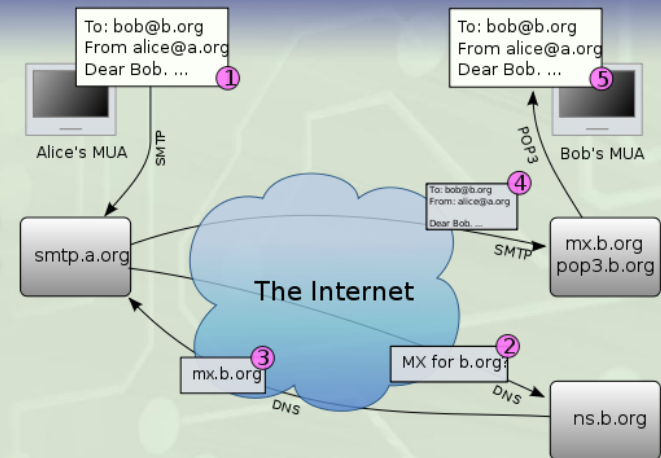 To: bob@b.org
From alice@a.org
Dear Bob. ...
1
Alice's MUA
SMTP
To: bob@b.org
From alice@a.org
Dear Bob. ...
5
Bob's MUA
POP3
To: bob@b.org
From: alice@a.org
Dear Bob. ...
4
SMTP
smtp.a.org
mx.b.org
pop3.b.org
The Internet
mx.b.org
3
DNS
MX for b.org?
2
DNS
ns.b.org